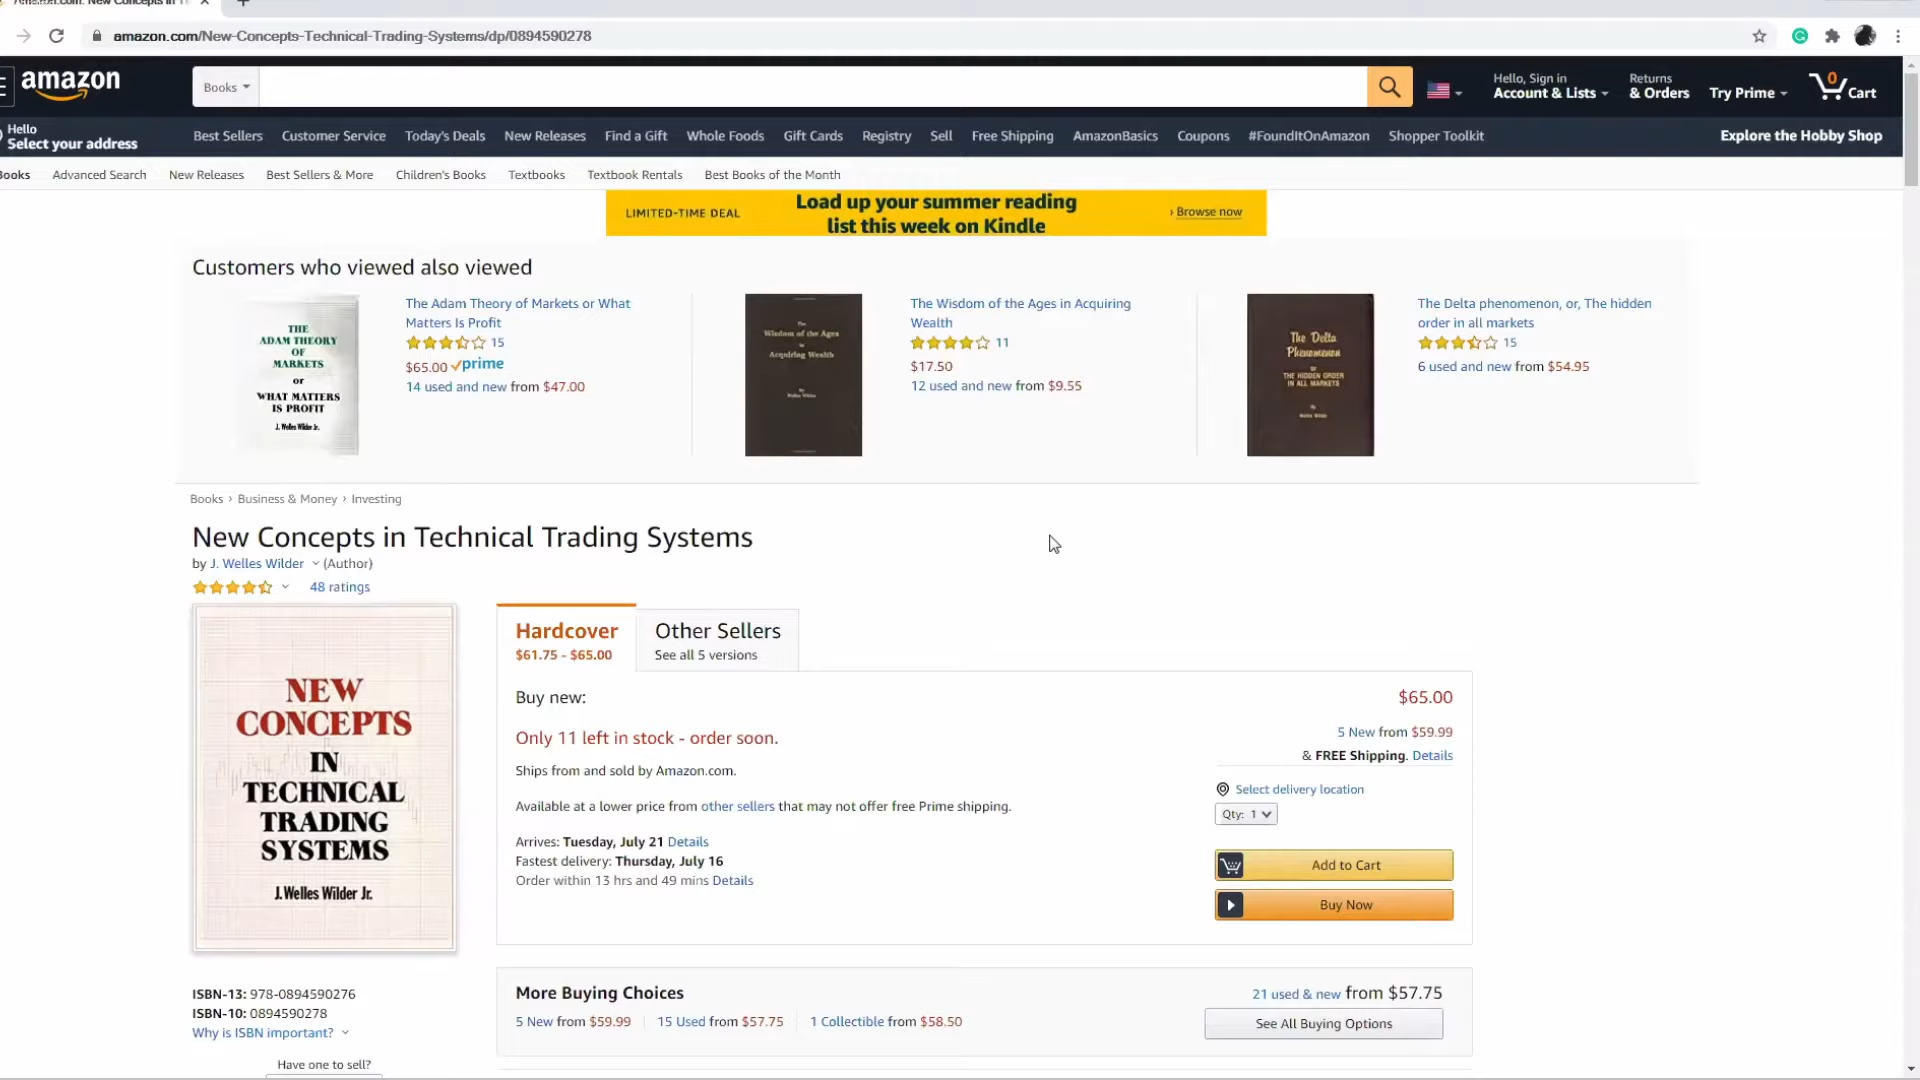 Amazon.com: New Concepts in T
amazon.com/New-Concepts-Technical-Trading-Systems/dp/0894590278
amazon
Books
Hello, Sign in
Account & Lists
Returns
& Orders
Try Prime
0
Cart
Hello
Select your address
Best Sellers Customer Service Today's Deals New Releases Find a Gift Whole Foods Gift Cards Registry Sell Free Shipping AmazonBasics Coupons #FoundItOnAmazon Shopper Toolkit
Explore the Hobby Shop
Books Advanced Search New Releases Best Sellers & More Children's Books Textbooks Textbook Rentals Best Books of the Month
LIMITED-TIME DEAL
Load up your summer reading
list this week on Kindle
› Browse now
Customers who viewed also viewed
THE
ADAM THEORY
OF
MARKETS
or
WHAT MATTERS
IS PROFIT
J. Welles Wilder Jr.
The Adam Theory of Markets or What
Matters Is Profit
15
$65.00 prime
14 used and new from $47.00
The
Wisdom of the Ages
in
Acquiring Wealth
By
Welles Wilder
The Wisdom of the Ages in Acquiring
Wealth
11
$17.50
12 used and new from $9.55
The Delta
Phenomenon
or
THE HIDDEN ORDER
IN ALL MARKETS
By
Welles Wilder
The Delta phenomenon, or, The hidden
order in all markets
15
6 used and new from $54.95
Books › Business & Money › Investing
New Concepts in Technical Trading Systems
by J. Welles Wilder (Author)
48 ratings
NEW
CONCEPTS
IN
TECHNICAL
TRADING
SYSTEMS
J. Welles Wilder Jr.
ISBN-13: 978-0894590276
ISBN-10: 0894590278
Why is ISBN important?
Have one to sell?
Hardcover
$61.75 - $65.00
Other Sellers
See all 5 versions
Buy new:
$65.00
Only 11 left in stock - order soon.
5 New from $59.99
& FREE Shipping. Details
Ships from and sold by Amazon.com.
Select delivery location
Available at a lower price from other sellers that may not offer free Prime shipping.
Qty: 1
Arrives: Tuesday, July 21 Details
Fastest delivery: Thursday, July 16
Order within 13 hrs and 49 mins Details
Add to Cart
Buy Now
More Buying Choices
21 used & new from $57.75
5 New from $59.99 15 Used from $57.75 1 Collectible from $58.50
See All Buying Options